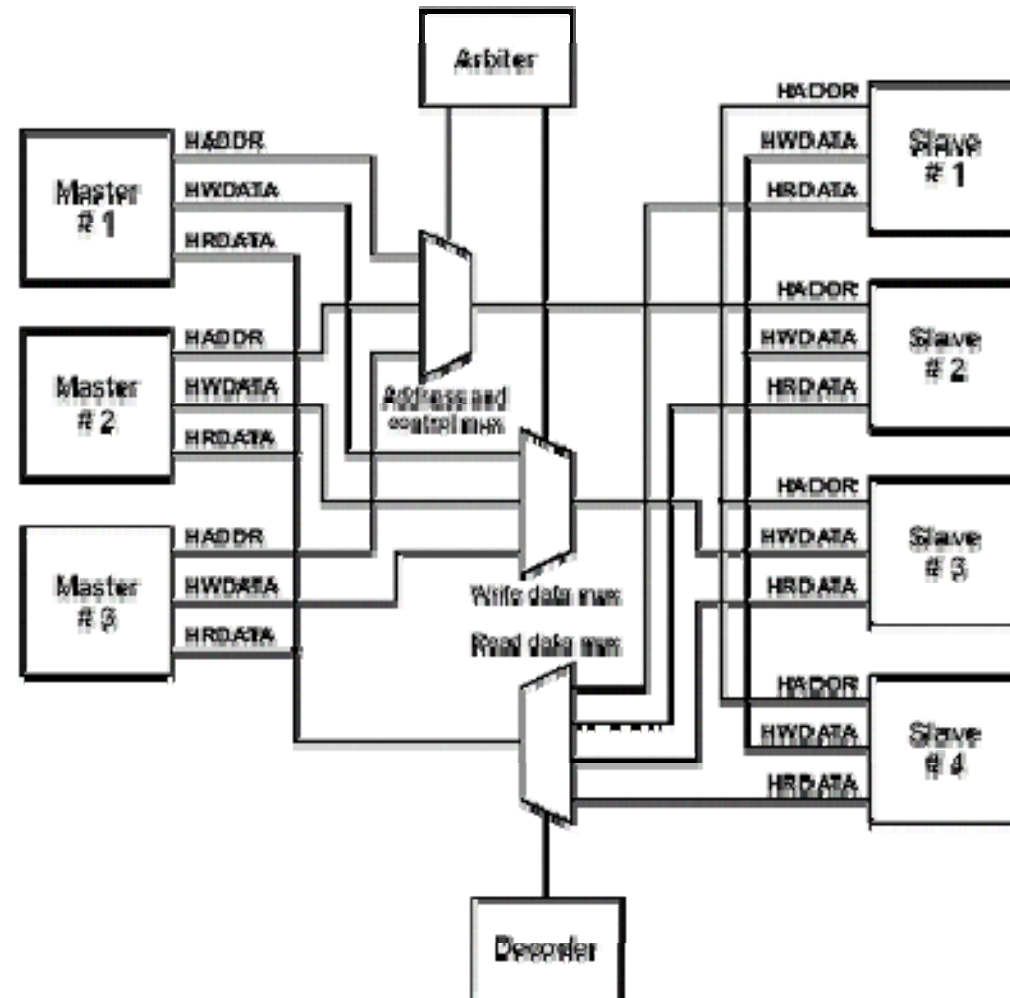 Arbiter
HADDR
HWDATA
HRDATA
Master
# 1
HADDR
HWDATA
HRDATA
Slave
# 1
HADDR
HWDATA
HRDATA
Master
# 2
Address and
control mux
HADDR
HWDATA
HRDATA
Slave
# 2
HADDR
HWDATA
HRDATA
Master
# 3
Write data mux
Read data mux
HADDR
HWDATA
HRDATA
Slave
# 3
HADDR
HWDATA
HRDATA
Slave
# 4
Decoder